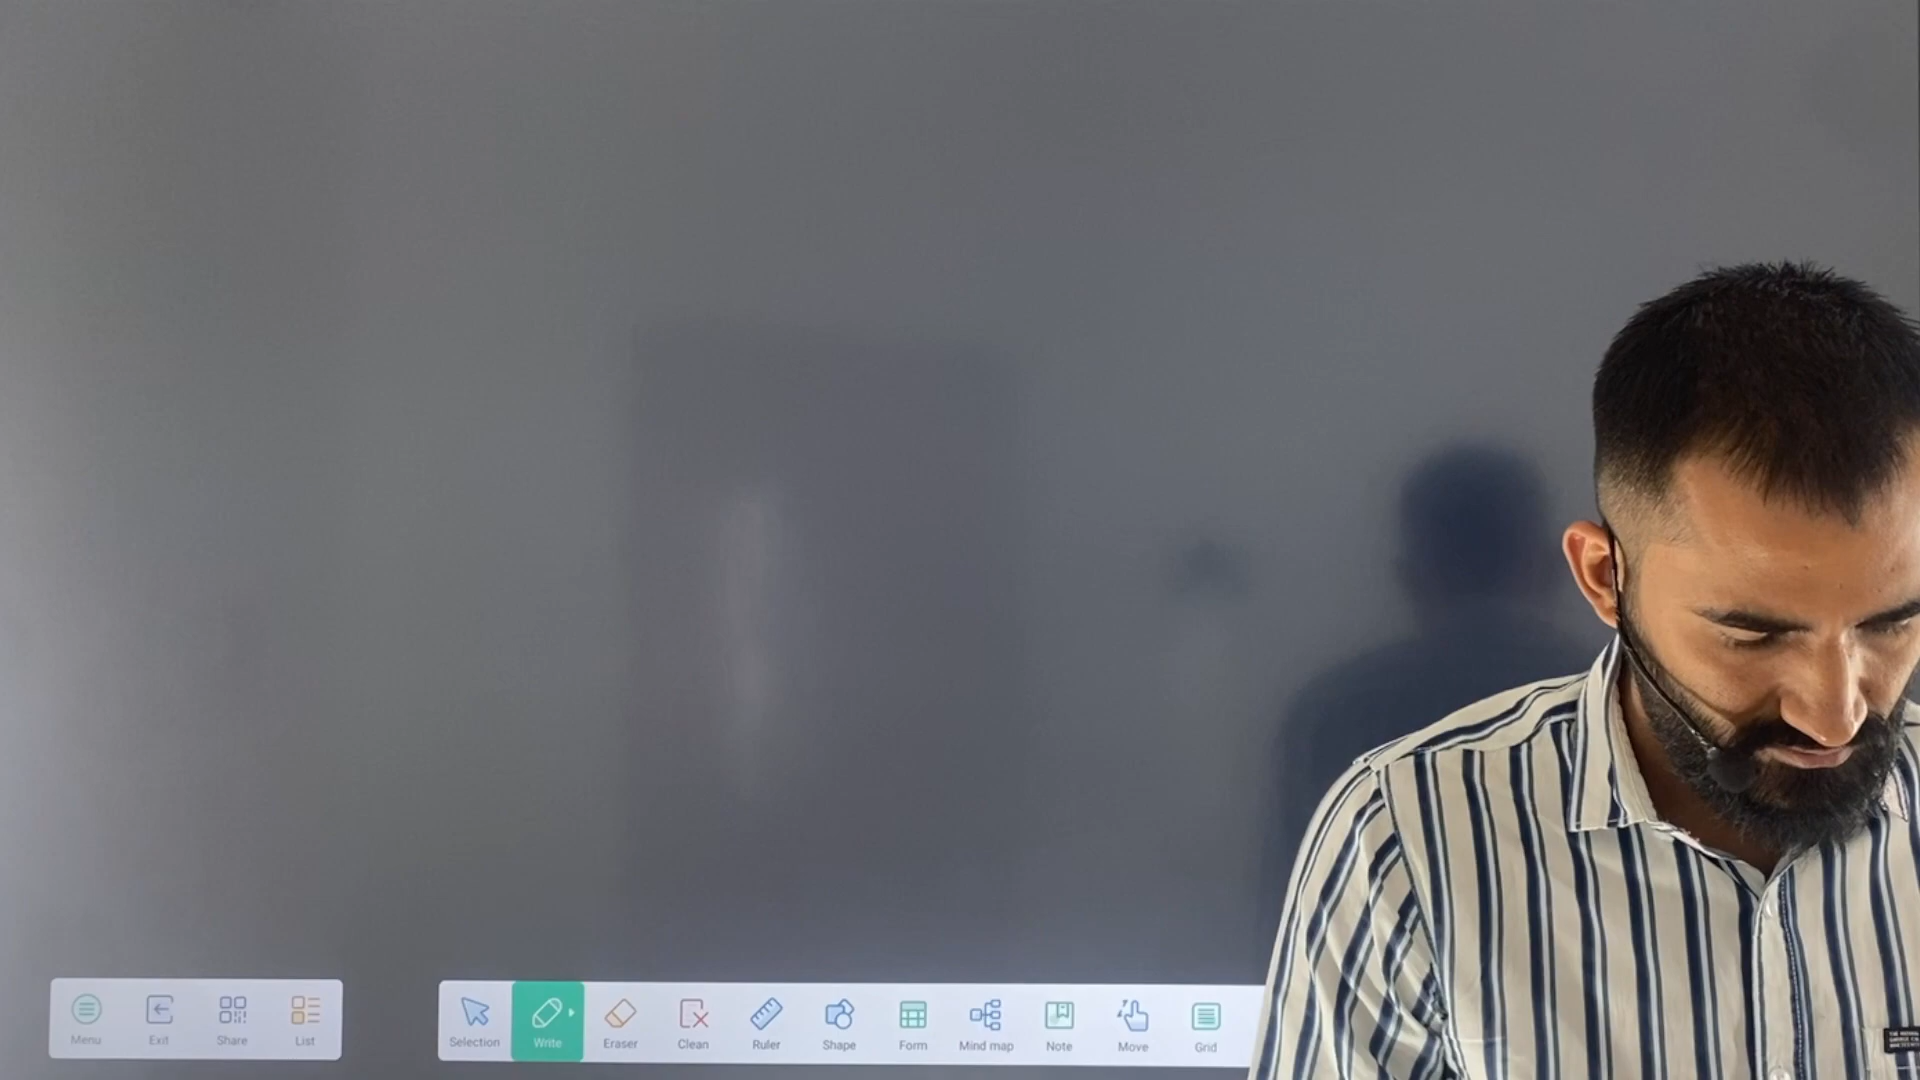 Menu
Exit
Share
List
Selection
Write
Eraser
Clean
Ruler
Shape
Form
Mind map
Note
Move
Grid